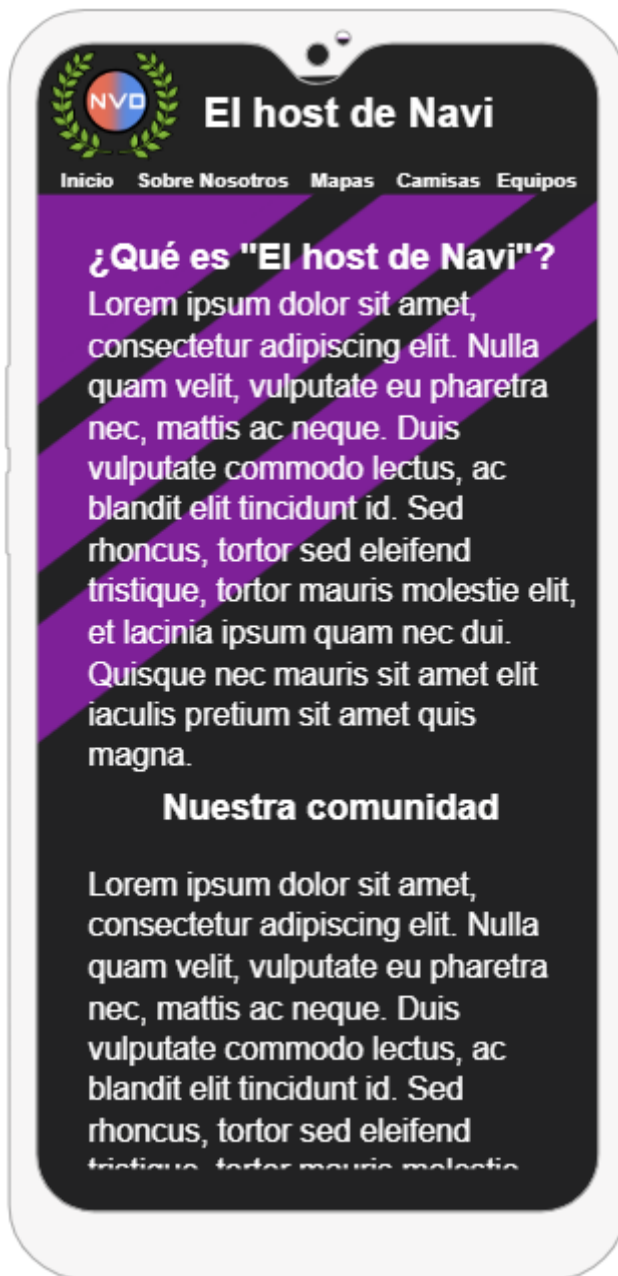 NVD
El host de Navi
Inicio Sobre Nosotros Mapas Camisas Equipos
¿Qué es "El host de Navi"?
Lorem ipsum dolor sit amet,
consectetur adipiscing elit. Nulla
quam velit, vulputate eu pharetra
nec, mattis ac neque. Duis
vulputate commodo lectus, ac
blandit elit tincidunt id. Sed
rhoncus, tortor sed eleifend
tristique, tortor mauris molestie elit,
et lacinia ipsum quam nec dui.
Quisque nec mauris sit amet elit
iaculis pretium sit amet quis
magna.
Nuestra comunidad
Lorem ipsum dolor sit amet,
consectetur adipiscing elit. Nulla
quam velit, vulputate eu pharetra
nec, mattis ac neque. Duis
vulputate commodo lectus, ac
blandit elit tincidunt id. Sed
rhoncus, tortor sed eleifend
tristique, tortor mauris molestie